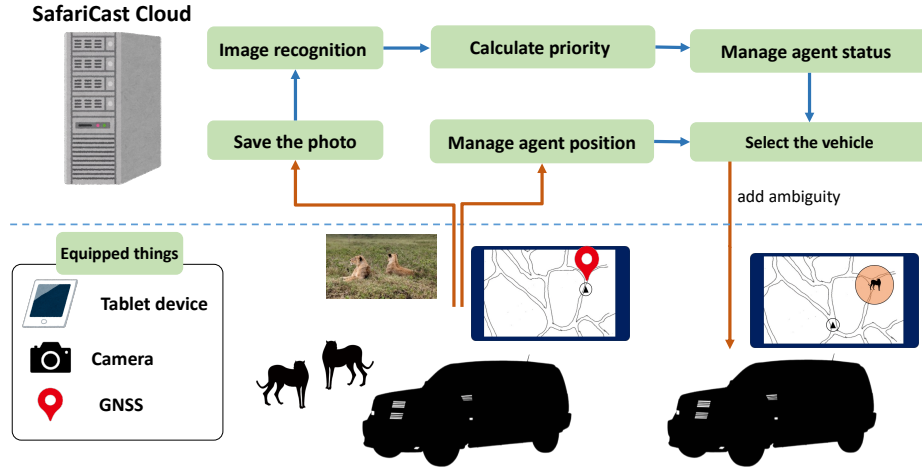 SafariCast Cloud
Image recognition
Calculate priority
Manage agent status
Save the photo
Manage agent position
Select the vehicle
add ambiguity
Equipped things
Tablet device
Camera
GNSS